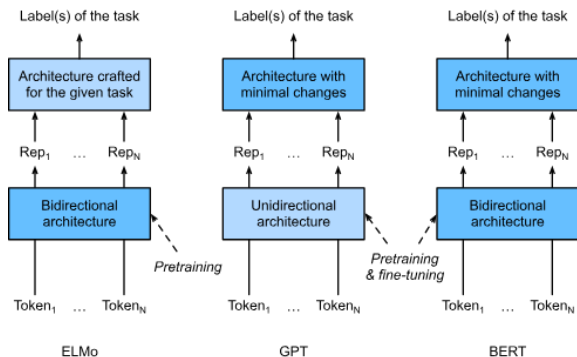 Label(s) of the task
Architecture crafted
for the given task
Rep1 ... RepN
Bidirectional
architecture
Pretraining
Token1 ... TokenN
ELMo
Label(s) of the task
Architecture with
minimal changes
Rep1 ... RepN
Unidirectional
architecture
Pretraining
& fine-tuning
Token1 ... TokenN
GPT
Label(s) of the task
Architecture with
minimal changes
Rep1 ... RepN
Bidirectional
architecture
Token1 ... TokenN
BERT